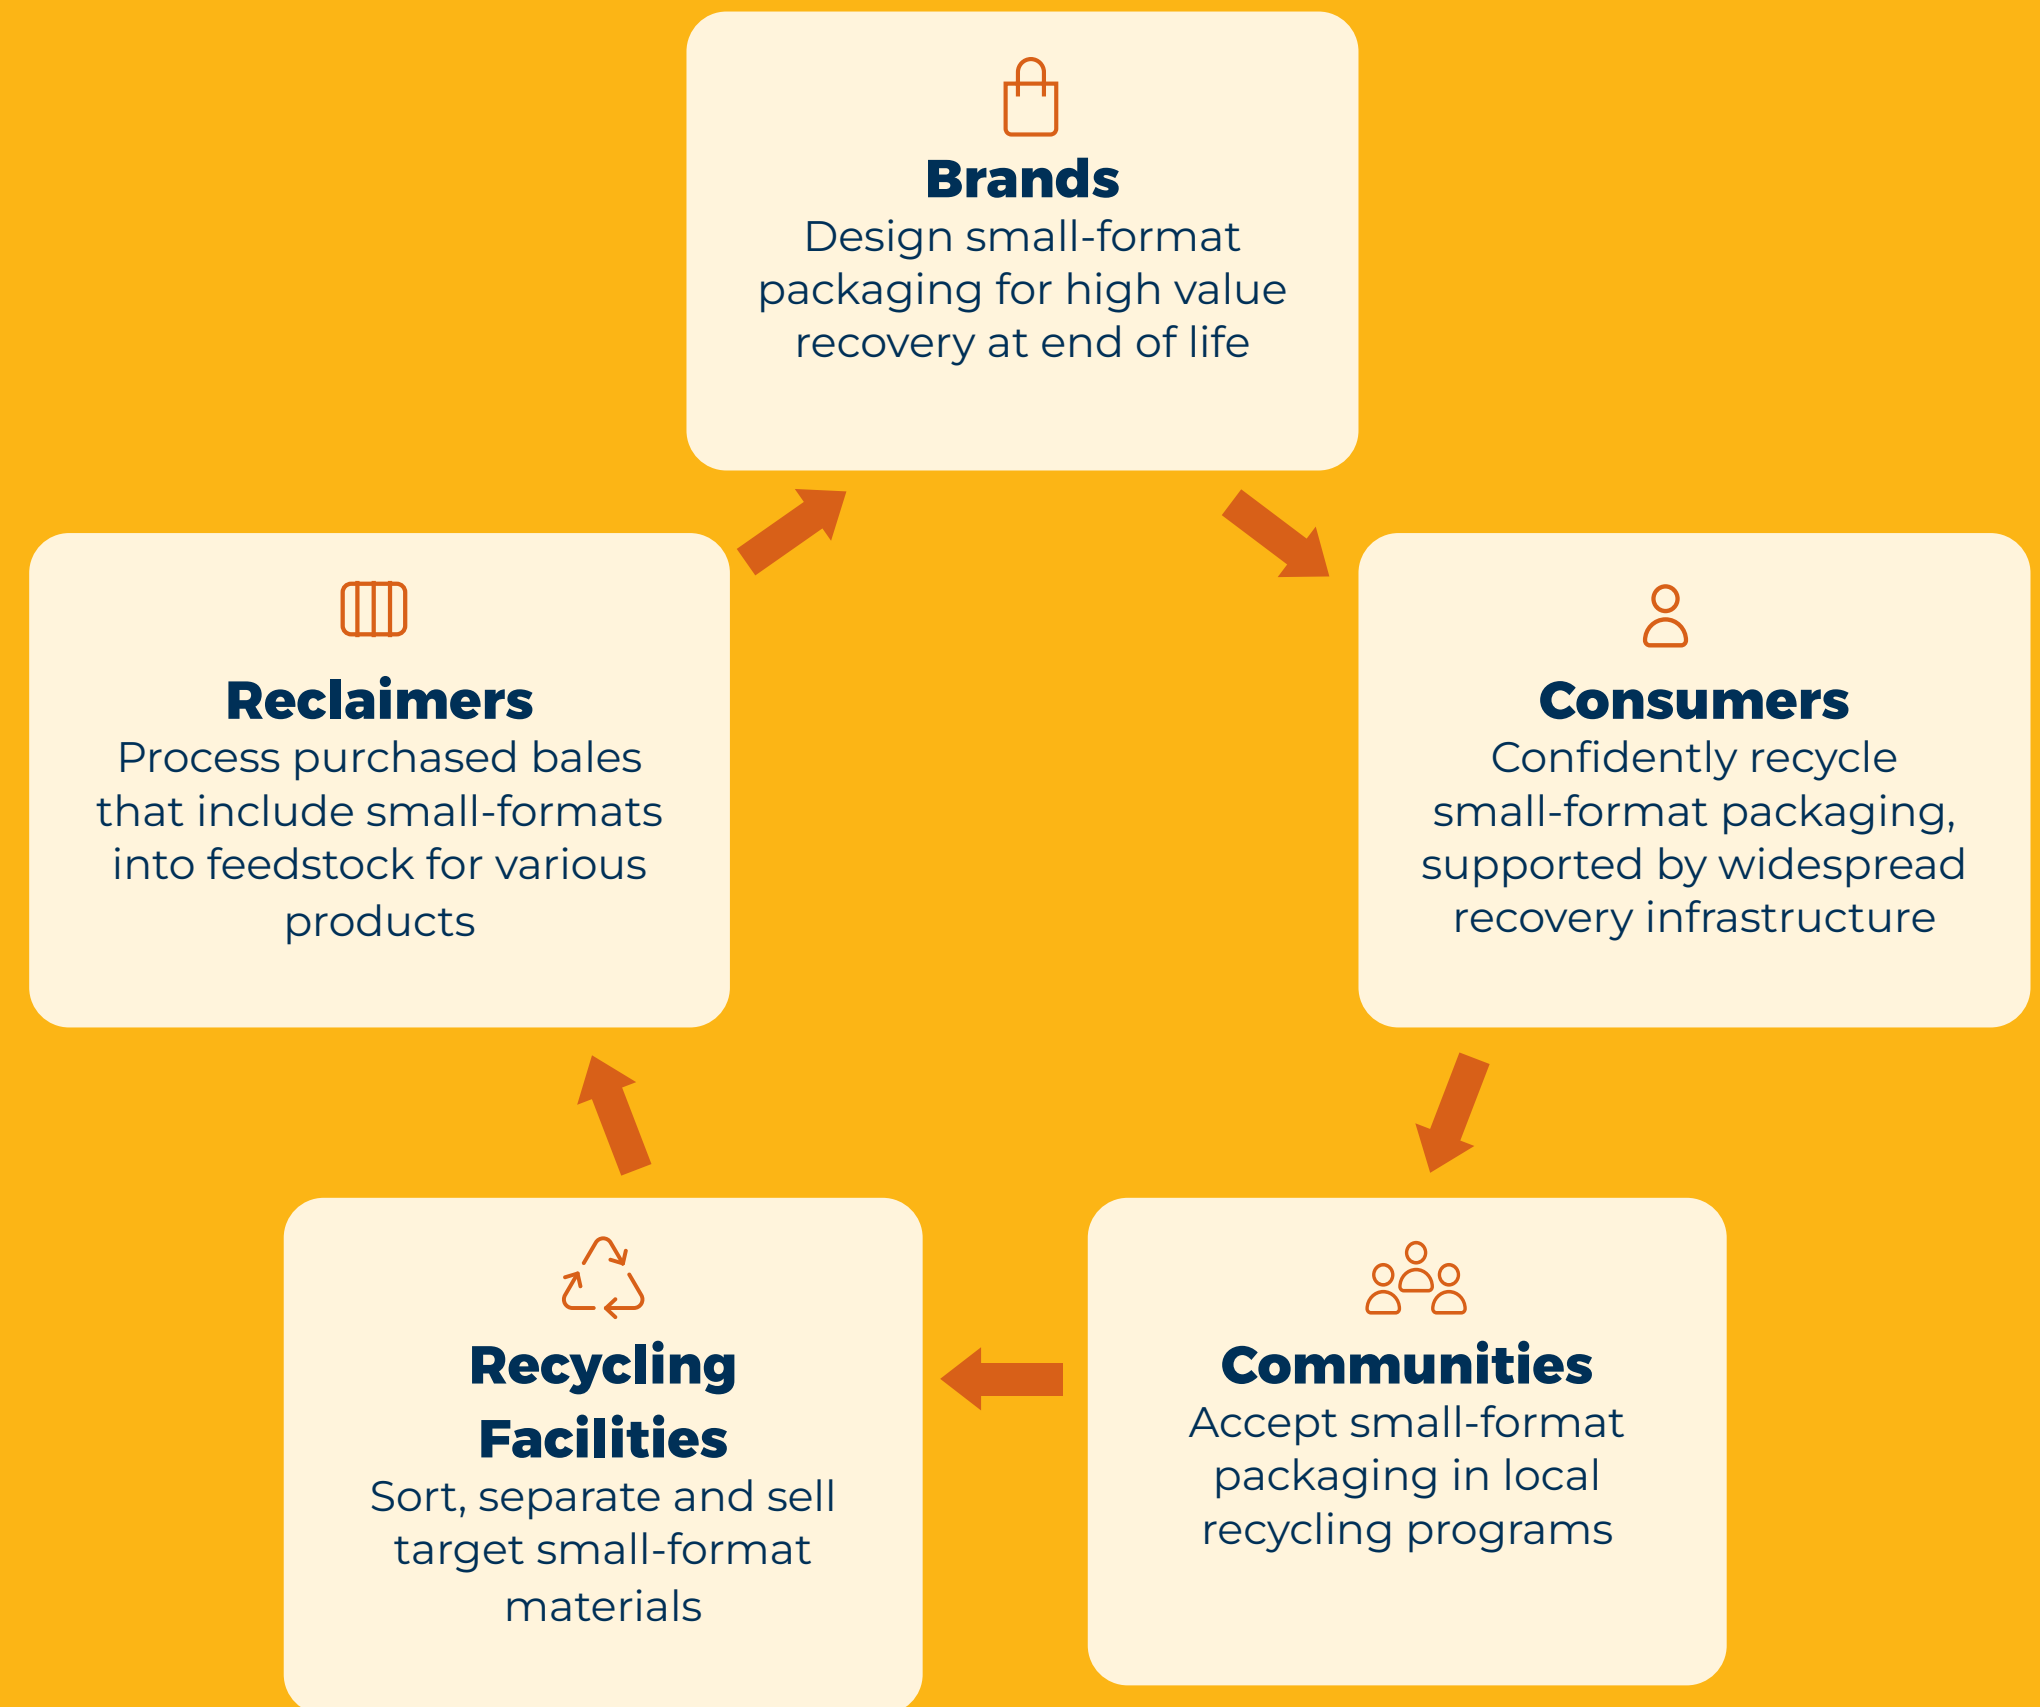 Brands
Design small-format
packaging for high value
recovery at end of life
Consumers
Confidently recycle
small-format packaging,
supported by widespread
recovery infrastructure
Communities
Accept small-format
packaging in local
recycling programs
Recycling
Facilities
Sort, separate and sell
target small-format
materials
Reclaimers
Process purchased bales
that include small-formats
into feedstock for various
products